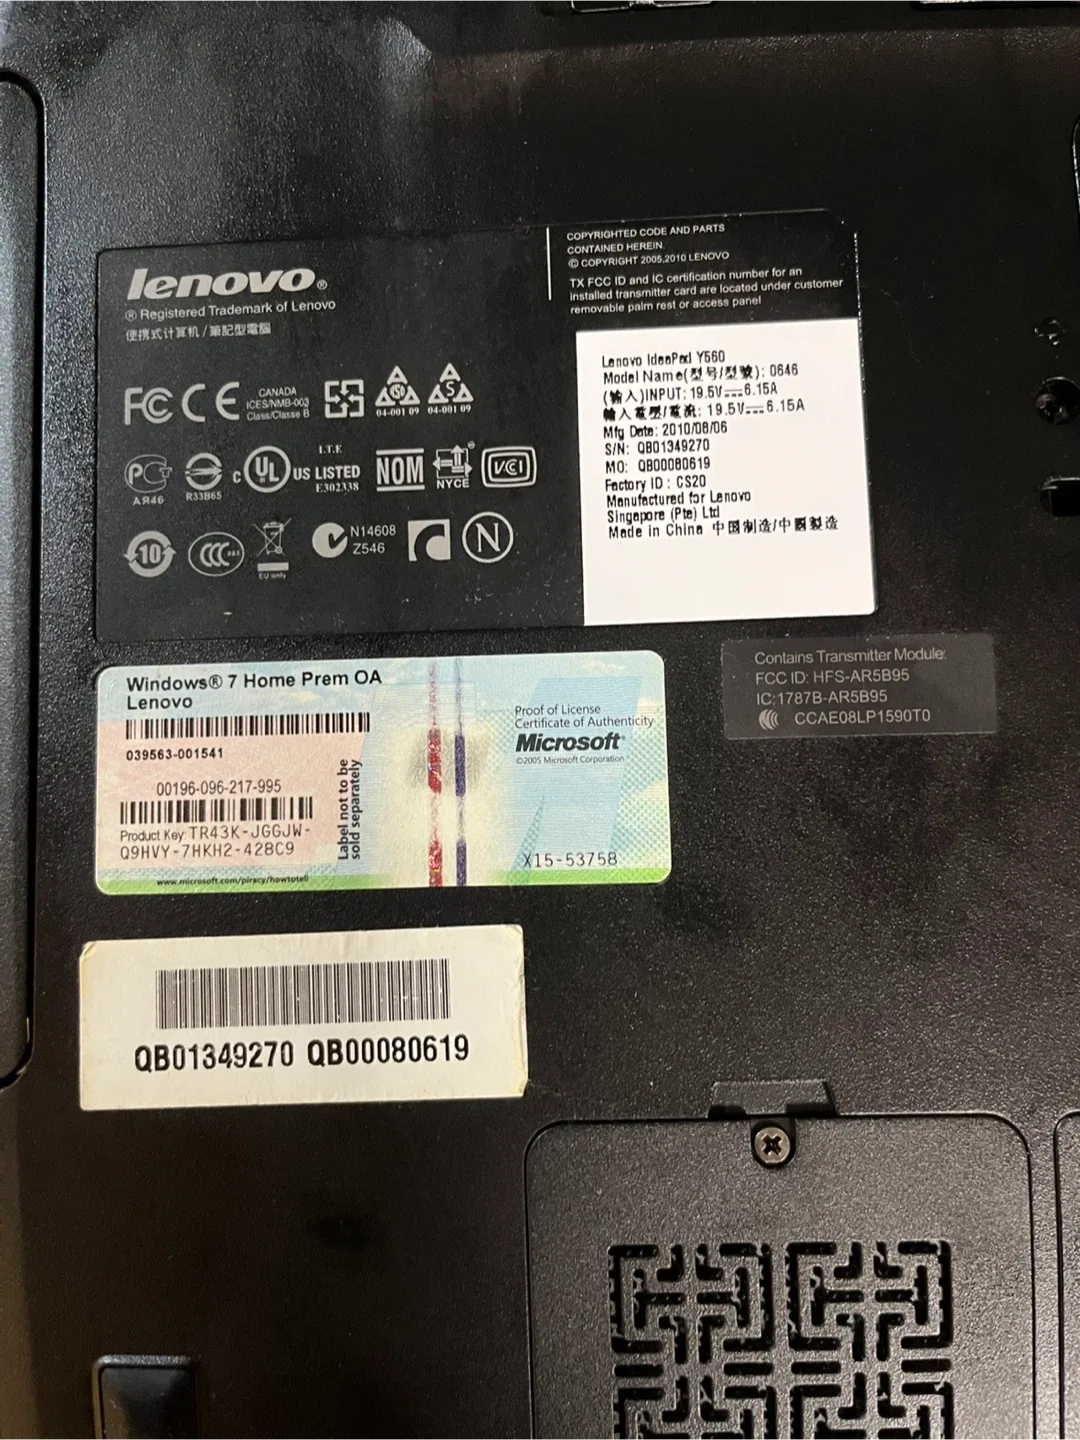 lenovo®
® Registered Trademark of Lenovo
便携式计算机/筆記型電腦
COPYRIGHTED CODE AND PARTS
CONTAINED HEREIN.
© COPYRIGHT 2005,2010 LENOVO
TX FCC ID and IC certification number for an
installed transmitter card are located under customer
removable palm rest or access panel
FC CE
CANADA
ICES/NMB-003
Class/Classe B
04-001 09
04-001 09
AЯ46
R33B65
c UL US LISTED
I.T.E
E302338
NOM
NYCE
VCI
10
CCC
EU only
N14608
Z546
N
Lenovo IdeaPad Y560
Model Name(型号/型號): 0646
(输入)INPUT: 19.5V⎓6.15A
輸入電壓/電流: 19.5V⎓6.15A
Mfg Date: 2010/08/06
S/N: QB01349270
MO: QB00080619
Factory ID : CS20
Manufactured for Lenovo
Singapore (Pte) Ltd
Made in China 中国制造/中國製造
Contains Transmitter Module:
FCC ID: HFS-AR5B95
IC:1787B-AR5B95
CCAE08LP1590T0
Windows® 7 Home Prem OA
Lenovo
039563-001541
00196-096-217-995
Product Key TR43K-JGGJW-
Q9HVY-7HKH2-428C9
www.microsoft.com/piracy/howtotell
Label not to be
sold separately
Proof of License
Certificate of Authenticity
Microsoft®
©2005 Microsoft Corporation
X15-53758
QB01349270 QB00080619